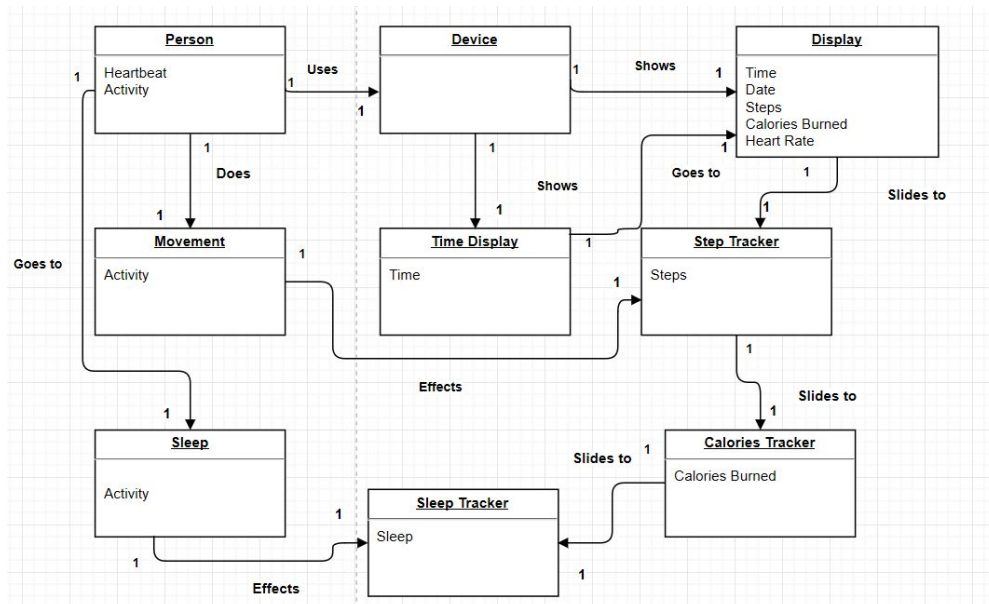 Person
Heartbeat
Activity
1
1
Uses
1
Device
1
Shows
1
Display
Time
Date
Steps
Calories Burned
Heart Rate
1
Does
1
1
Shows
1
Goes to
1
1
1
Slides to
1
Movement
Activity
1
Time Display
Time
Step Tracker
Steps
1
Goes to
Effects
1
Slides to
1
1
Sleep
Activity
1
Effects
1
Sleep Tracker
Sleep
1
Slides to
1
Calories Tracker
Calories Burned